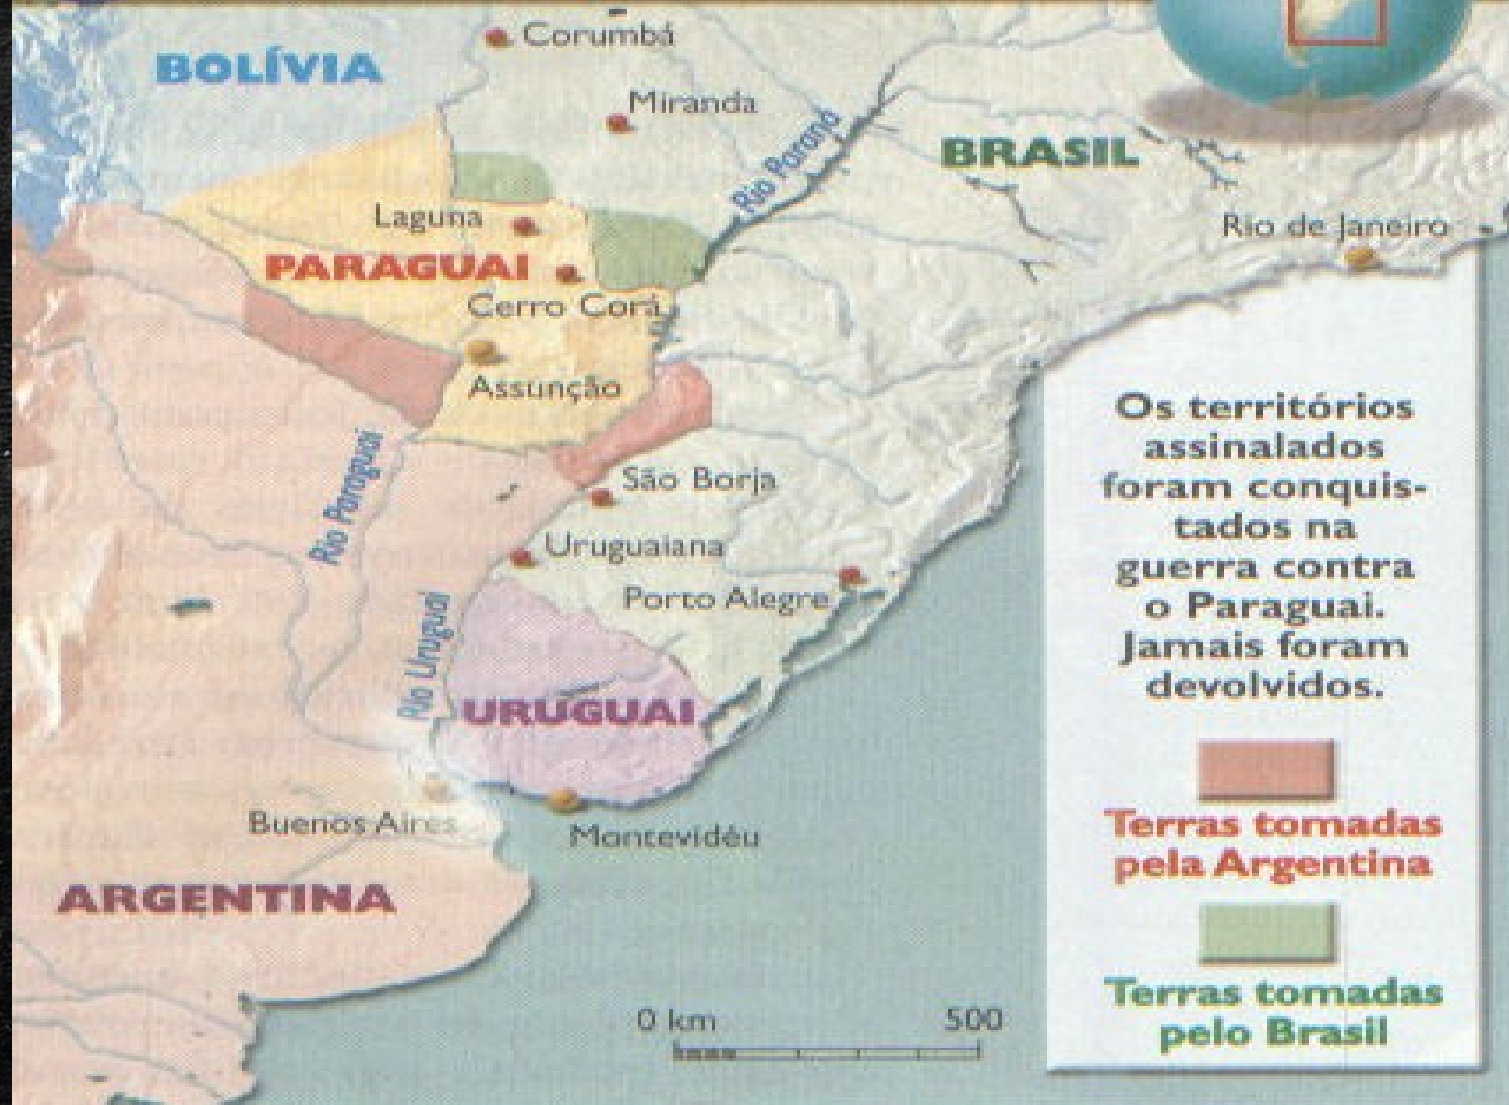 Corumbá
BOLÍVIA
Miranda
Rio Paraná
BRASIL
Laguna
Rio de Janeiro
PARAGUAI
Cerro Corá
Assunção
Os territórios
assinalados
foram conquis-
tados na
guerra contra
o Paraguai.
Jamais foram
devolvidos.
Rio Paraguai
São Borja
Uruguaiana
Porto Alegre
Rio Uruguai
URUGUAI
Buenos Aires
Montevidéu
Terras tomadas
pela Argentina
ARGENTINA
Terras tomadas
pelo Brasil
0 km 500